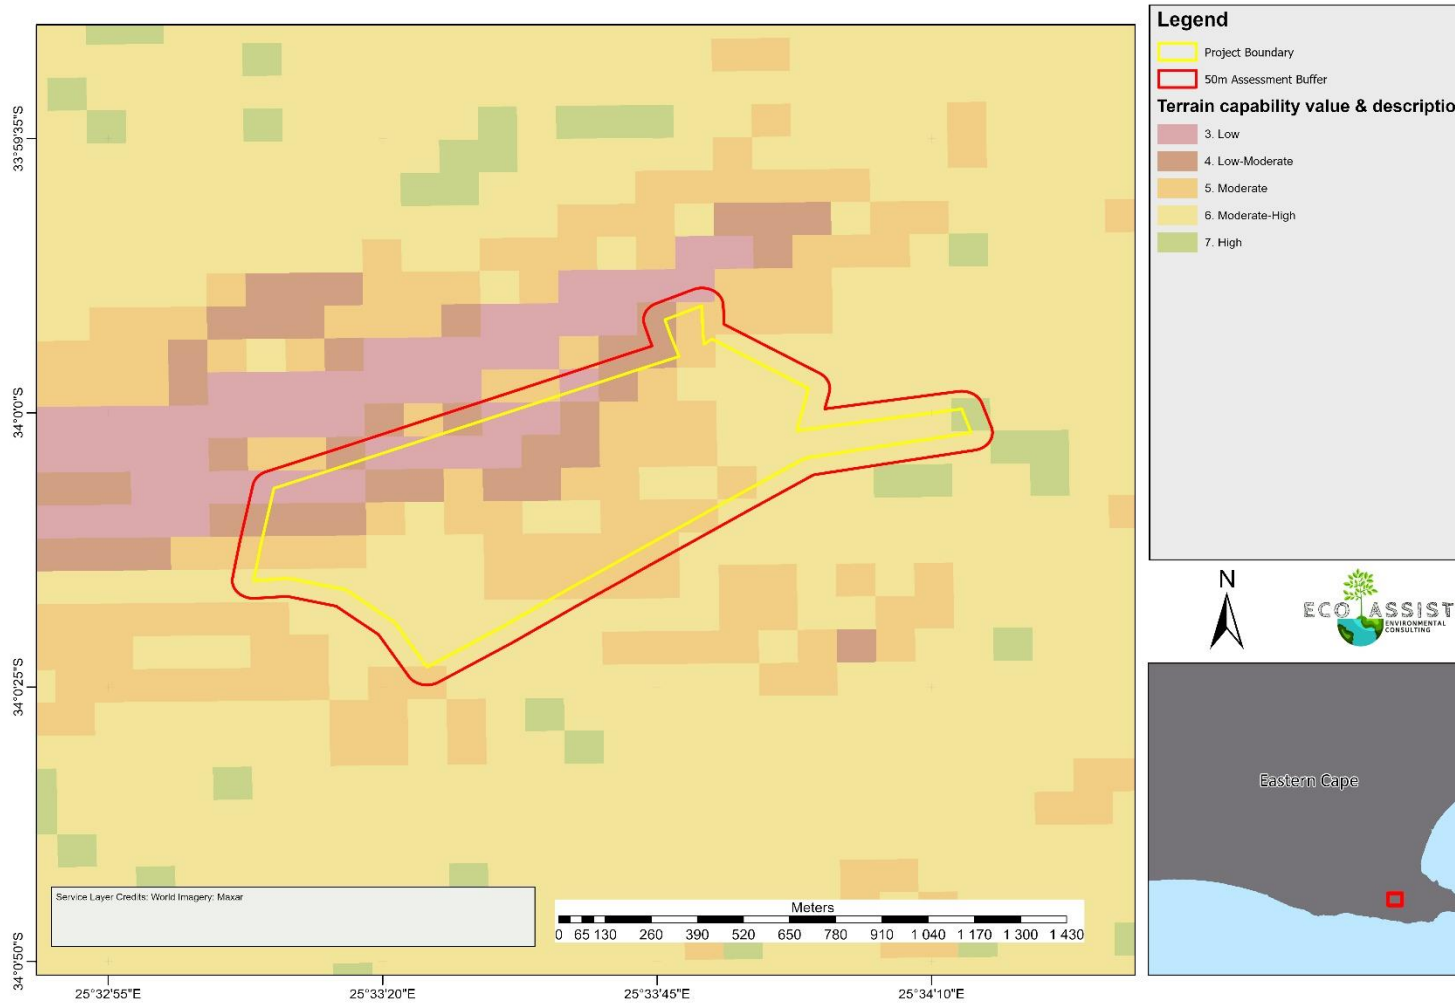 Legend
Project Boundary
50m Assessment Buffer
Terrain capability value & descriptio
3. Low
4. Low-Moderate
5. Moderate
6. Moderate-High
7. High
33°59'35"S
34°0'0"S
34°0'25"S
34°0'50"S
25°32'55"E
25°33'20"E
25°33'45"E
25°34'10"E
Service Layer Credits: World Imagery: Maxar
Meters
0 65 130 260 390 520 650 780 910 1 040 1 170 1 300 1 430
N
ECO ASSIST
ENVIRONMENTAL
CONSULTING
Eastern Cape